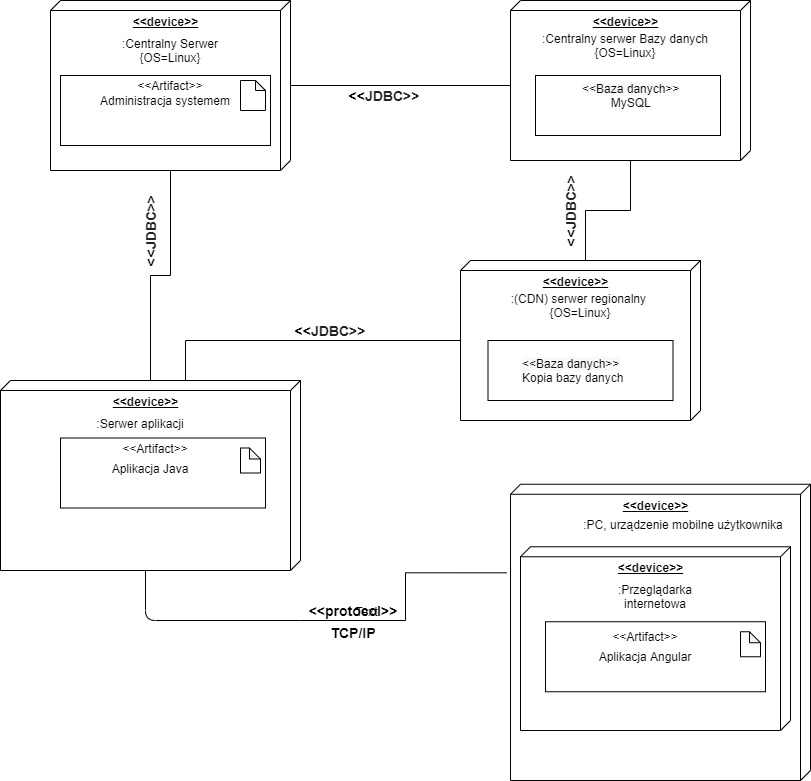 <<device>>
:Centralny Serwer
{OS=Linux}
<<Artifact>>
Administracja systemem
<<JDBC>>
<<device>>
:Centralny serwer Bazy danych
{OS=Linux}
<<Baza danych>>
MySQL
<<JDBC>>
<<JDBC>>
<<device>>
:(CDN) serwer regionalny
{OS=Linux}
<<Baza danych>>
Kopia bazy danych
<<JDBC>>
<<device>>
:Serwer aplikacji
<<Artifact>>
Aplikacja Java
<<device>>
:PC, urządzenie mobilne użytkownika
<<device>>
:Przeglądarka
internetowa
<<Artifact>>
Aplikacja Angular
<<protocol>>
Text
TCP/IP